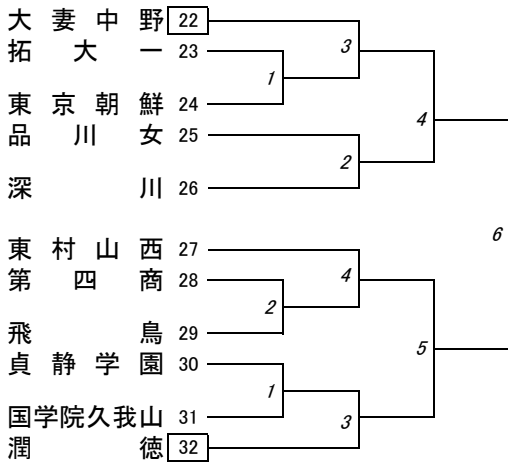 大妻中野 22
拓大一 23
東京朝鮮 24
品川女 25
深川 26
東村山西 27
第四商 28
飛鳥 29
貞静学園 30
国学院久我山 31
潤徳 32
3
1
4
2
6
4
2
5
1
3